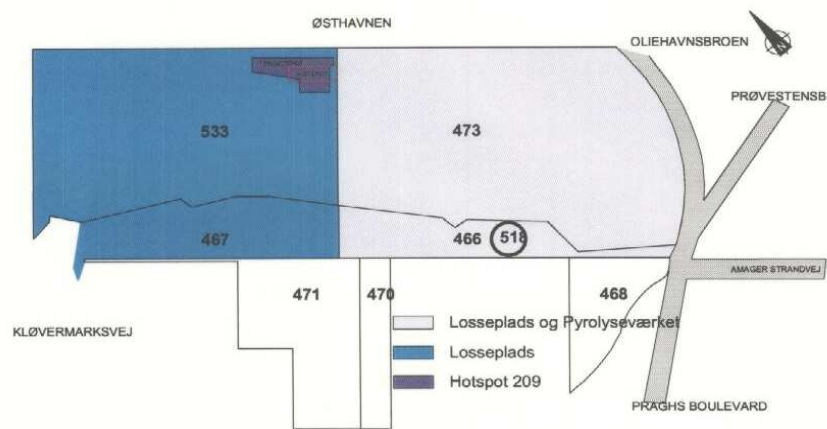 ØSTHAVNEN
OLIEHAVNSBROEN
PRØVESTENSB
533
473
467
466
518
AMAGER STRANDVEJ
471
470
468
KLØVERMARKSVEJ
Losseplads og Pyrolyseværket
Losseplads
Hotspot 209
PRAGHS BOULEVARD